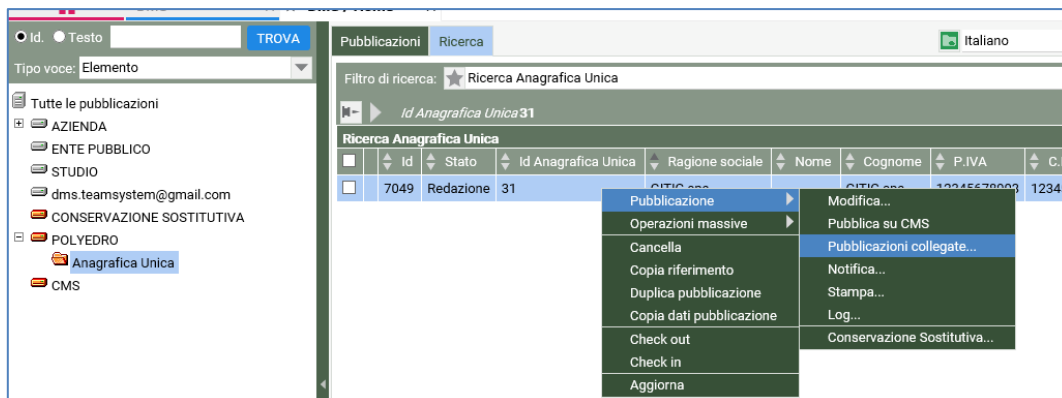 Id. Testo TROVA
Tipo voce: Elemento
Tutte le pubblicazioni
AZIENDA
ENTE PUBBLICO
STUDIO
dms.teamsystem@gmail.com
CONSERVAZIONE SOSTITUTIVA
POLYEDRO
Anagrafica Unica
CMS
Pubblicazioni Ricerca Italiano
Filtro di ricerca: Ricerca Anagrafica Unica
Id Anagrafica Unica 31
Ricerca Anagrafica Unica
Id Stato Id Anagrafica Unica Ragione sociale Nome Cognome P.IVA
7049 Redazione 31
Pubblicazione
Operazioni massive
Cancella
Copia riferimento
Duplica pubblicazione
Copia dati pubblicazione
Check out
Check in
Aggiorna
Modifica...
Pubblica su CMS
Pubblicazioni collegate...
Notifica...
Stampa...
Log...
Conservazione Sostitutiva...